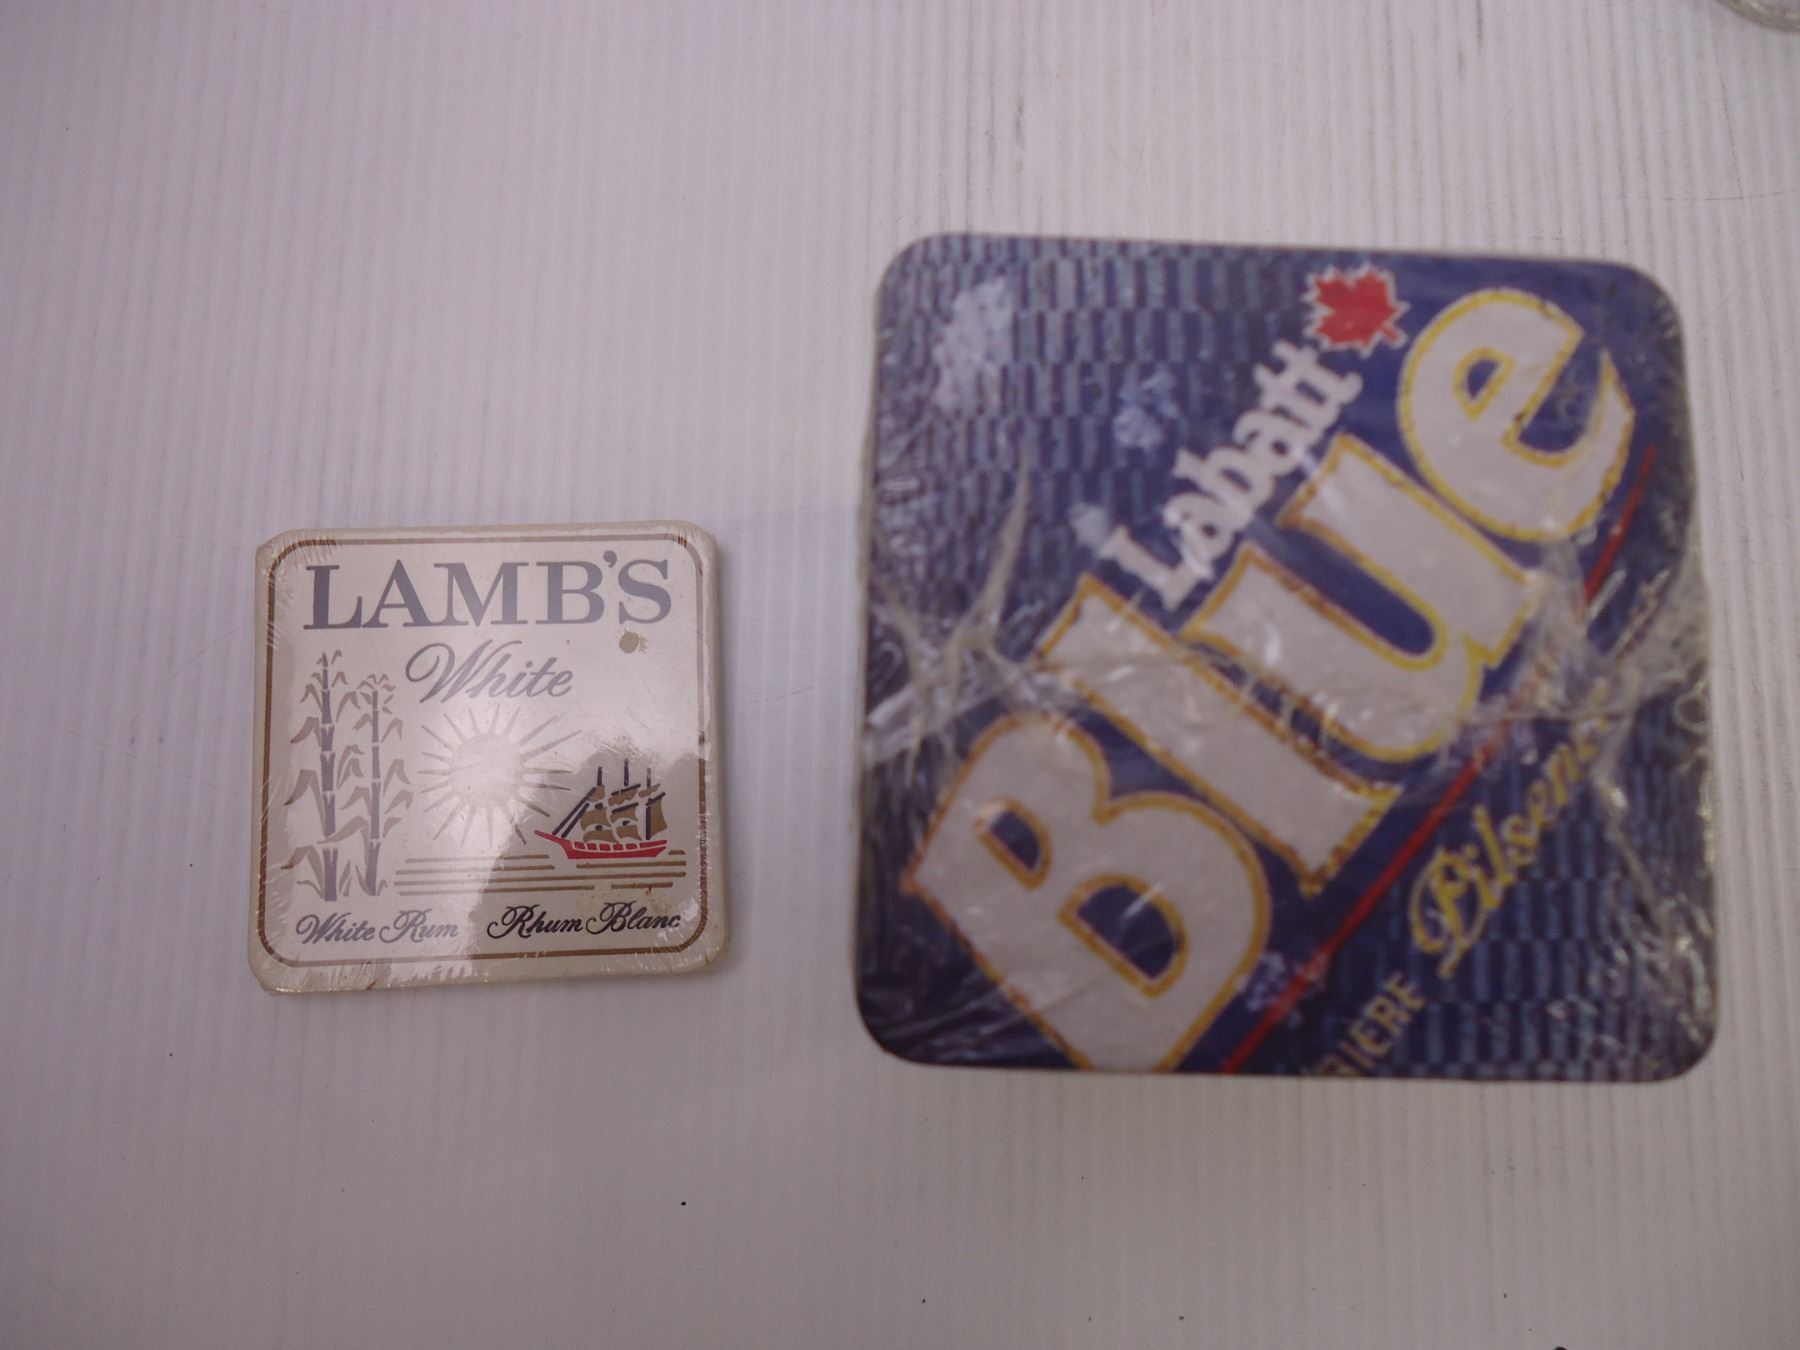 LAMB'S
White
White Rum
Rhum Blanc
Labatt
Blue
Pilsener